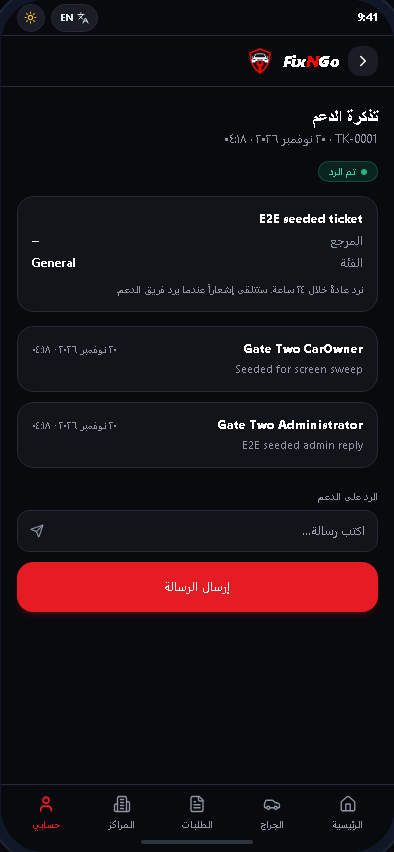 9:41
EN
FixNGo
تذكرة الدعم
TK-0001 · ٢٠ نوفمبر ٢٠٢٦ · ٠٤:١٨
تم الرد
E2E seeded ticket
المرجع
—
الفئة
General
نرد عادةً خلال ٢٤ ساعة. ستتلقى إشعاراً عندما يرد فريق الدعم.
Gate Two CarOwner
٢٠ نوفمبر ٢٠٢٦ · ٠٤:١٨
Seeded for screen sweep
Gate Two Administrator
٢٠ نوفمبر ٢٠٢٦ · ٠٤:١٨
E2E seeded admin reply
الرد على الدعم
اكتب رسالة...
إرسال الرسالة
الرئيسية
الجراج
الطلبات
المراكز
حسابي